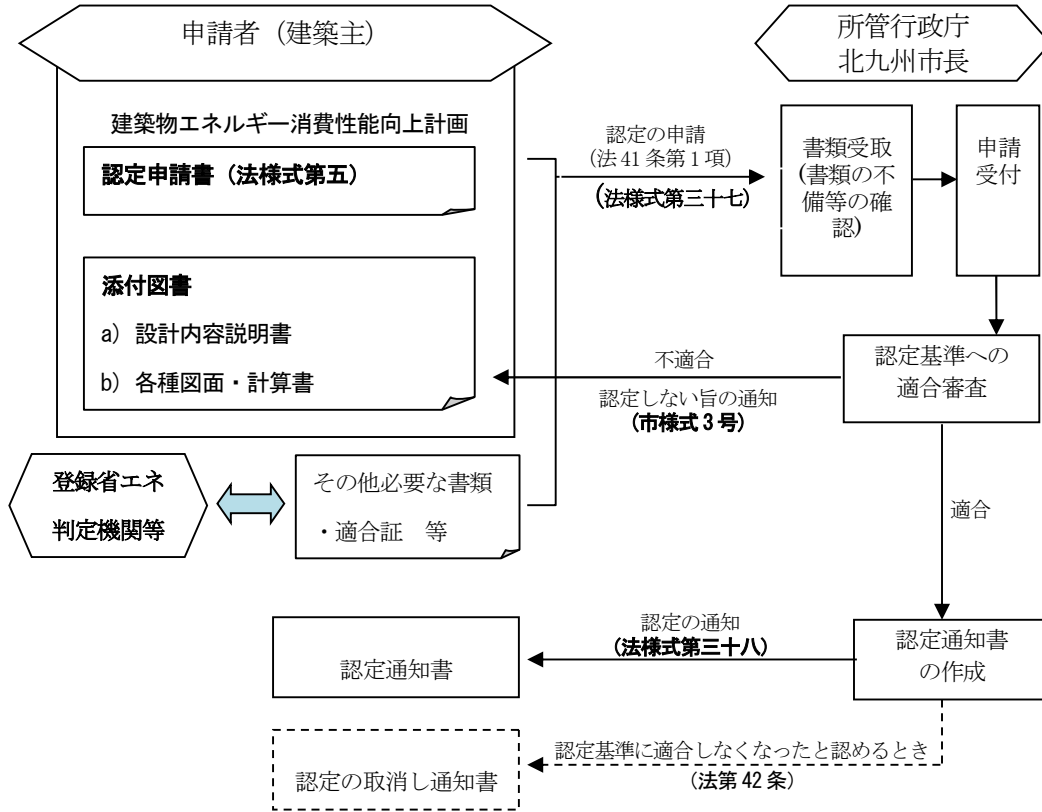 申請者（建築主）
所管行政庁
北九州市長
建築物エネルギー消費性能向上計画
認定申請書（法様式第五）
添付図書
a）設計内容説明書
b）各種図面・計算書
認定の申請
（法 41 条第 1 項）
（法様式第三十七）
書類受取
(書類の不
備等の確
認)
申請
受付
不適合
認定しない旨の通知
（市様式 3 号）
認定基準への
適合審査
登録省エネ
判定機関等
その他必要な書類
・適合証　等
適合
認定の通知
（法様式第三十八）
認定通知書
認定通知書
の作成
認定基準に適合しなくなったと認めるとき
（法第 42 条）
認定の取消し通知書